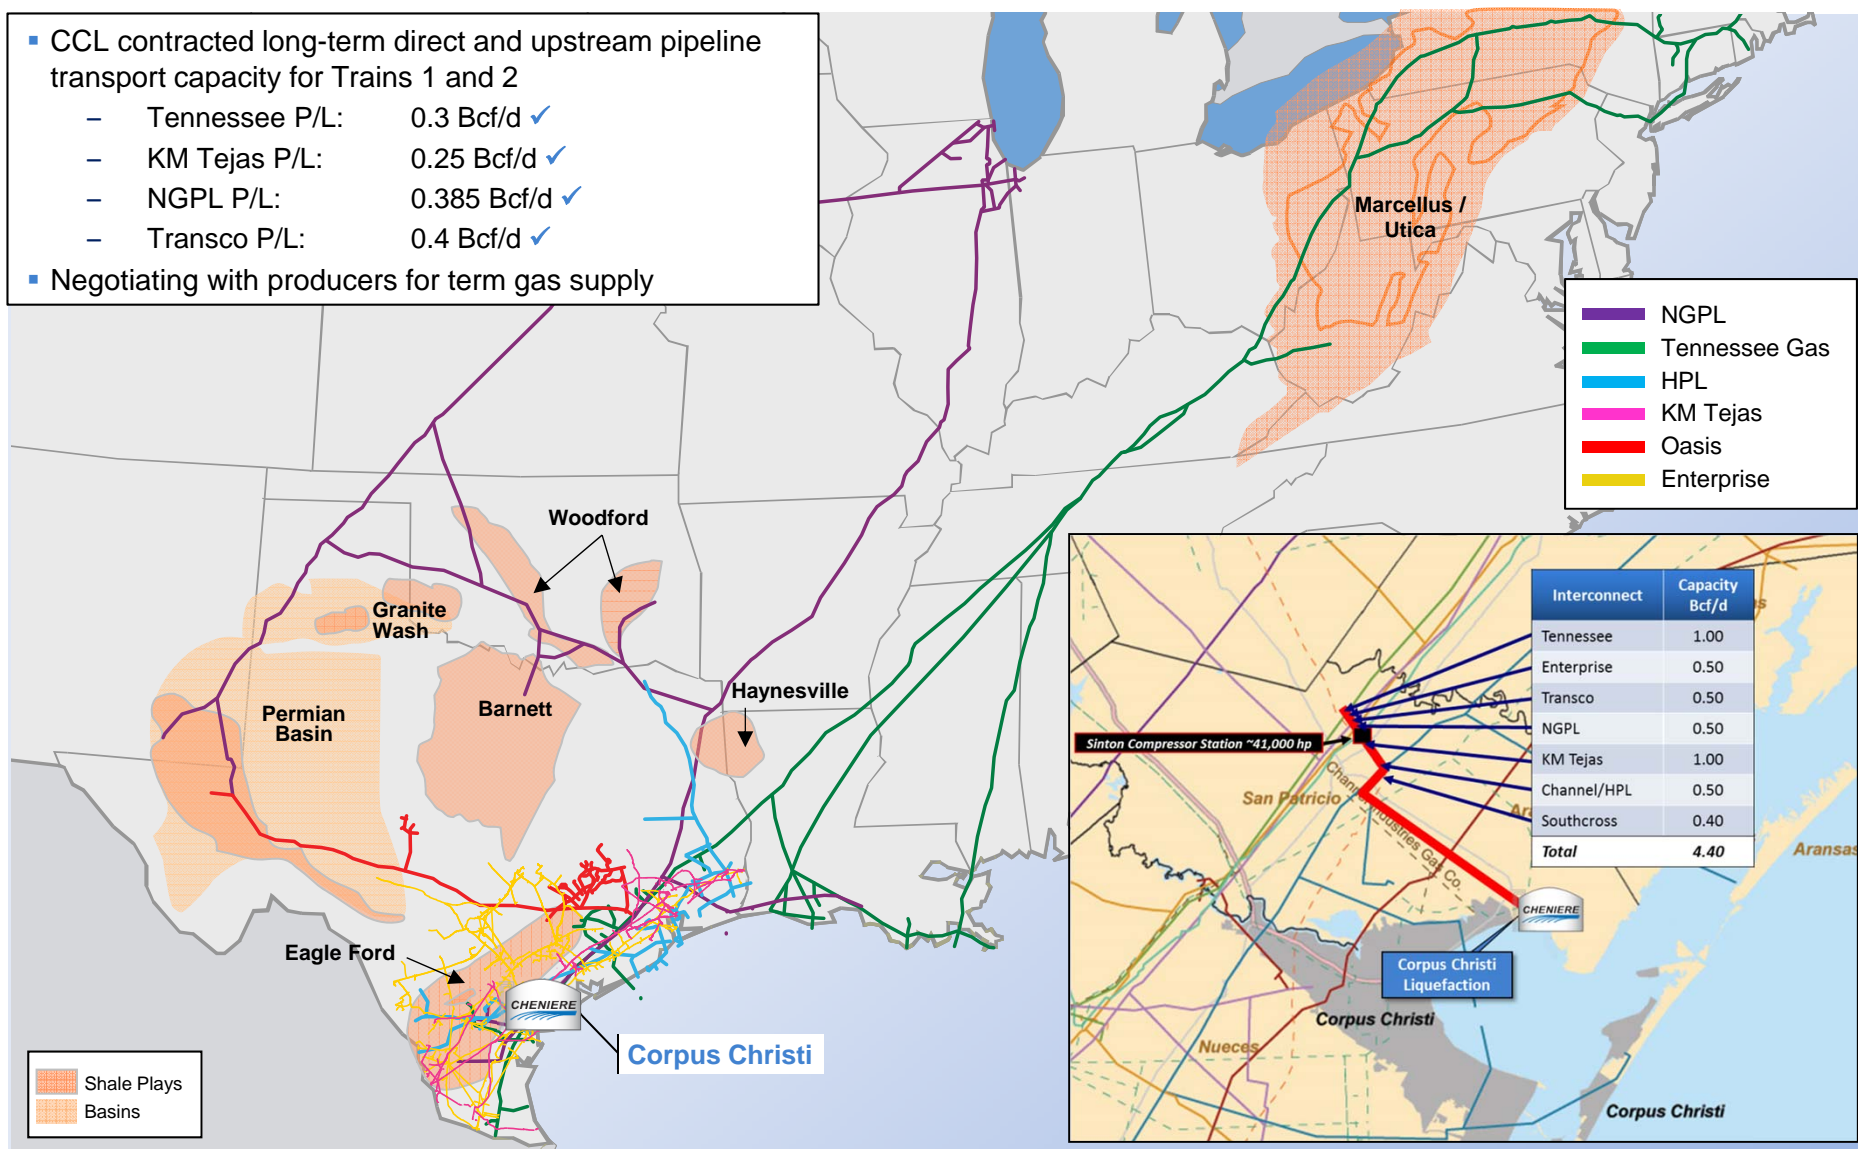 ▪ CCL contracted long-term direct and upstream pipeline
transport capacity for Trains 1 and 2
– Tennessee P/L: 0.3 Bcf/d ✓
– KM Tejas P/L: 0.25 Bcf/d ✓
– NGPL P/L: 0.385 Bcf/d ✓
– Transco P/L: 0.4 Bcf/d ✓
▪ Negotiating with producers for term gas supply
Marcellus /
Utica
NGPL
Tennessee Gas
HPL
KM Tejas
Oasis
Enterprise
Woodford
Granite
Wash
Permian
Basin
Barnett
Haynesville
Eagle Ford
CHENIERE
Corpus Christi
Shale Plays
Basins
Interconnect Capacity
Bcf/d
Tennessee 1.00
Enterprise 0.50
Transco 0.50
NGPL 0.50
KM Tejas 1.00
Channel/HPL 0.50
Southcross 0.40
Total 4.40
Sinton Compressor Station ~41,000 hp
San Patricio
Channel Industries Gas Co.
Aransas
CHENIERE
Corpus Christi
Liquefaction
Corpus Christi
Nueces
Corpus Christi